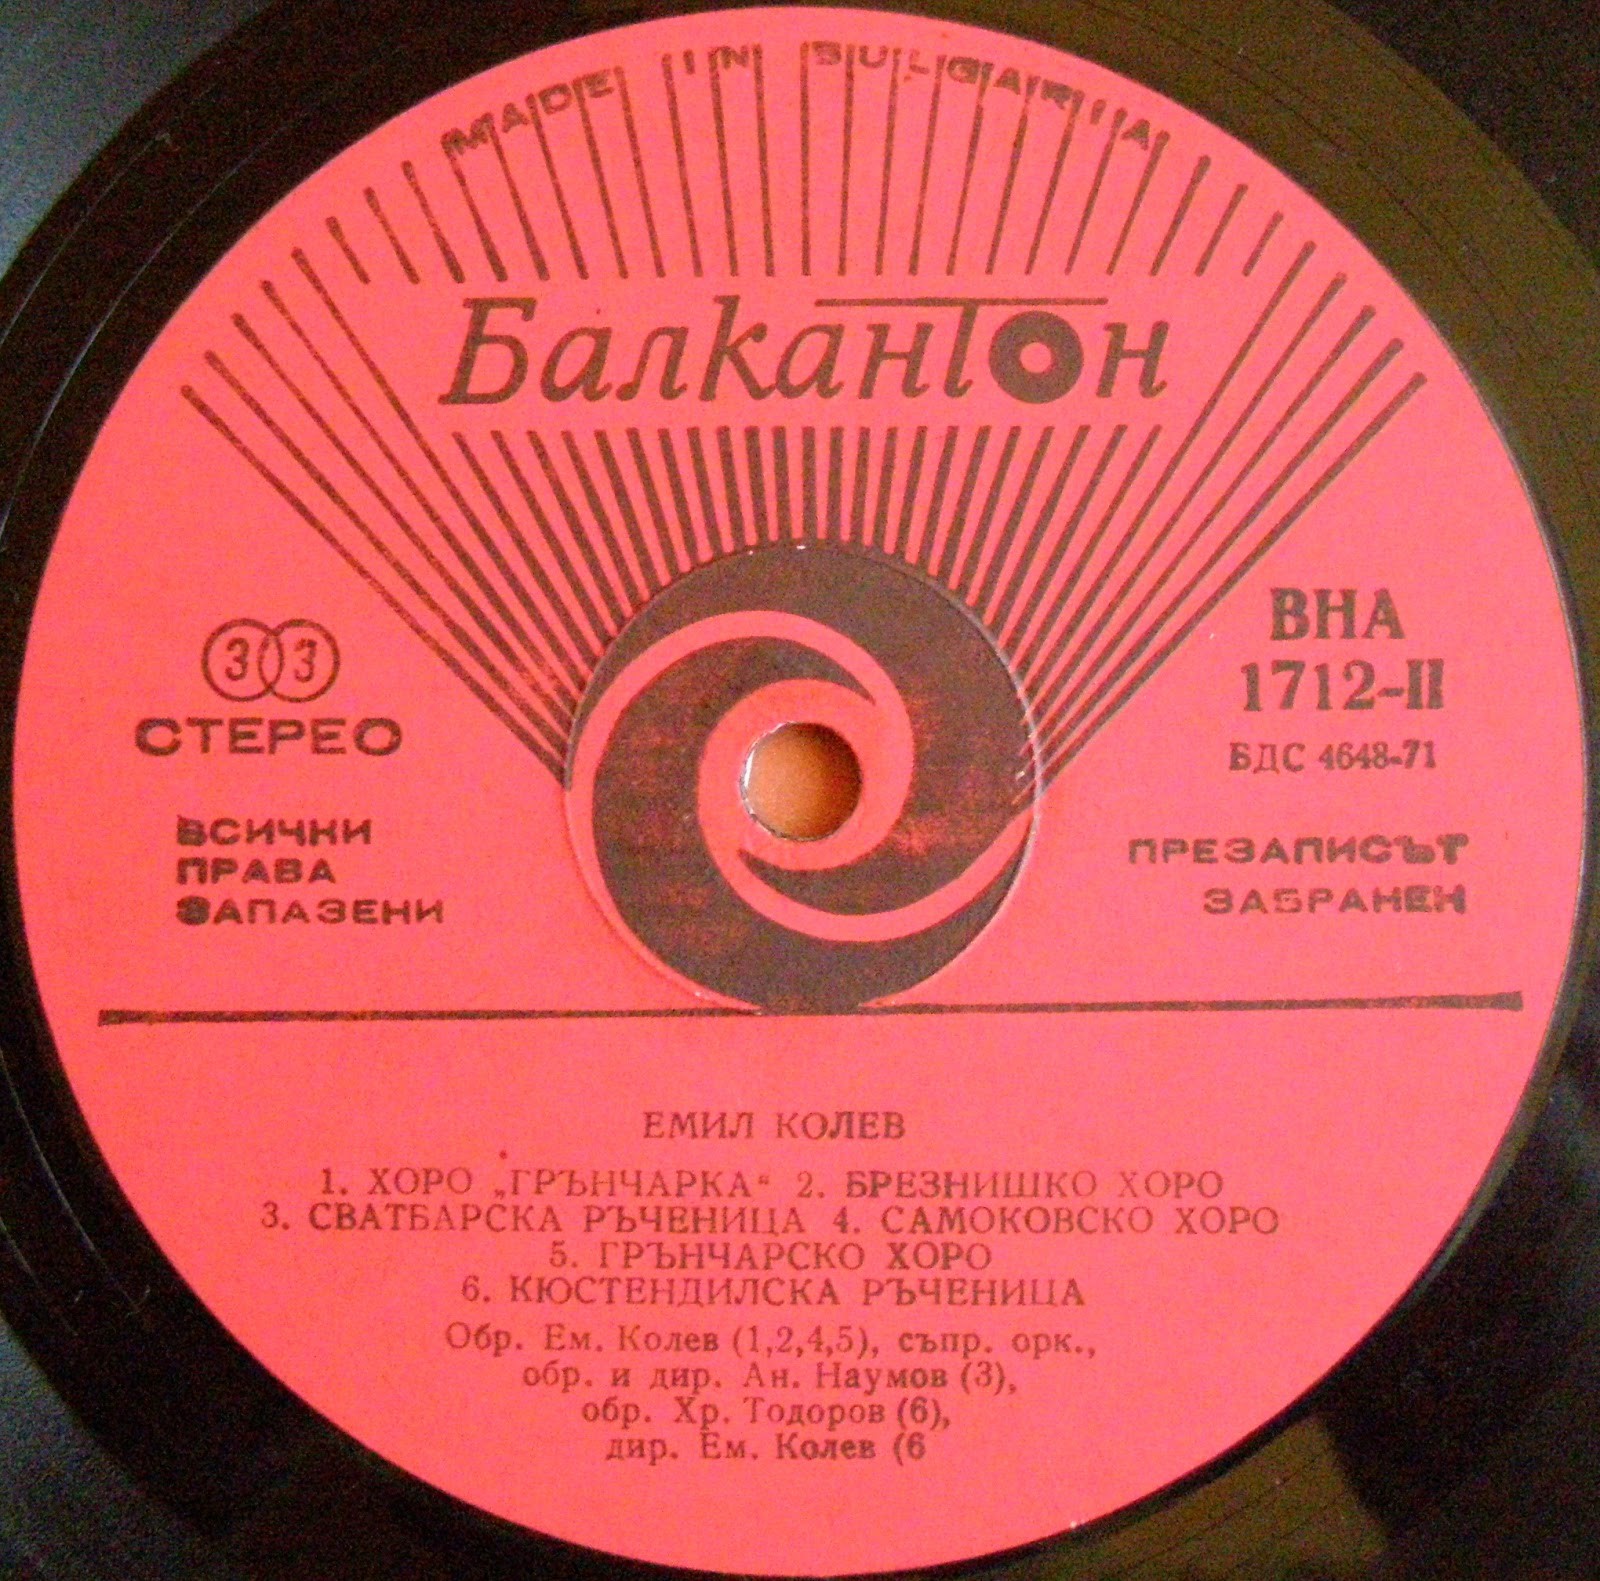 MADE IN BULGARIA
Балкантон
33
СТЕРЕО
ВСИЧКИ
ПРАВА
ЗАПАЗЕНИ
ВНА
1712-II
БДС 4648-71
ПРЕЗАПИСЪТ
ЗАБРАНЕН
ЕМИЛ КОЛЕВ
1. ХОРО „ГРЪНЧАРКА“ 2. БРЕЗНИШКО ХОРО
3. СВАТБАРСКА РЪЧЕНИЦА 4. САМОКОВСКО ХОРО
5. ГРЪНЧАРСКО ХОРО
6. КЮСТЕНДИЛСКА РЪЧЕНИЦА
Обр. Ем. Колев (1,2,4,5), съпр. орк.,
обр. и дир. Ан. Наумов (3),
обр. Хр. Тодоров (6),
дир. Ем. Колев (6